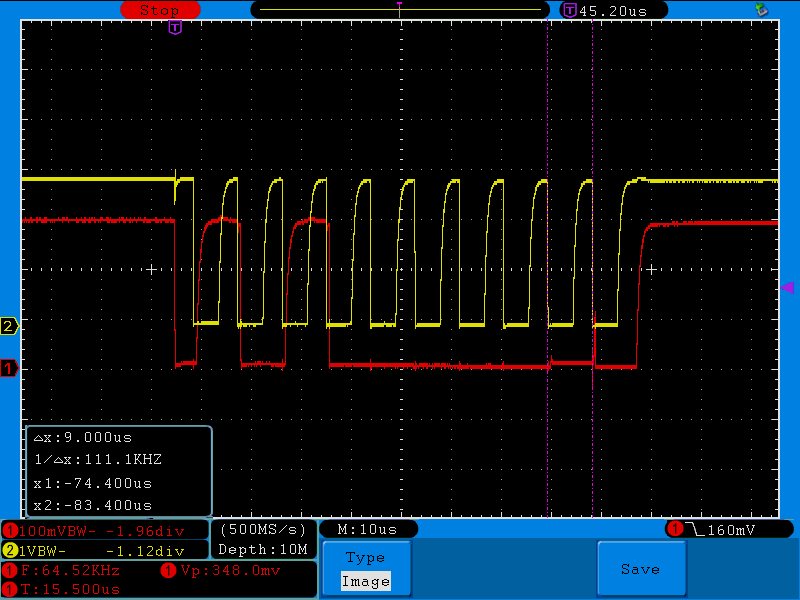 Stop T 45.20us
T
2
1
△x:9.000us
1/△x:111.1KHZ
x1:-74.400us
x2:-83.400us
1 100mVBW- -1.96div (500MS/s) M:10us 1 160mV
2 1VBW- -1.12div Depth:10M
1 F:64.52KHz 1 Vp:348.0mv
1 T:15.500us
Type
Image
Save